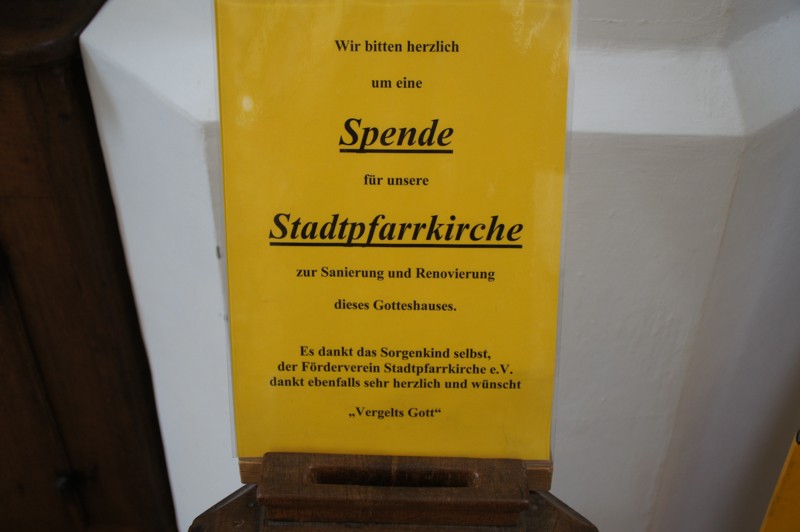 Wir bitten herzlich
um eine
Spende
für unsere
Stadtpfarrkirche
zur Sanierung und Renovierung
dieses Gotteshauses.
Es dankt das Sorgenkind selbst,
der Förderverein Stadtpfarrkirche e.V.
dankt ebenfalls sehr herzlich und wünscht
„Vergelts Gott“